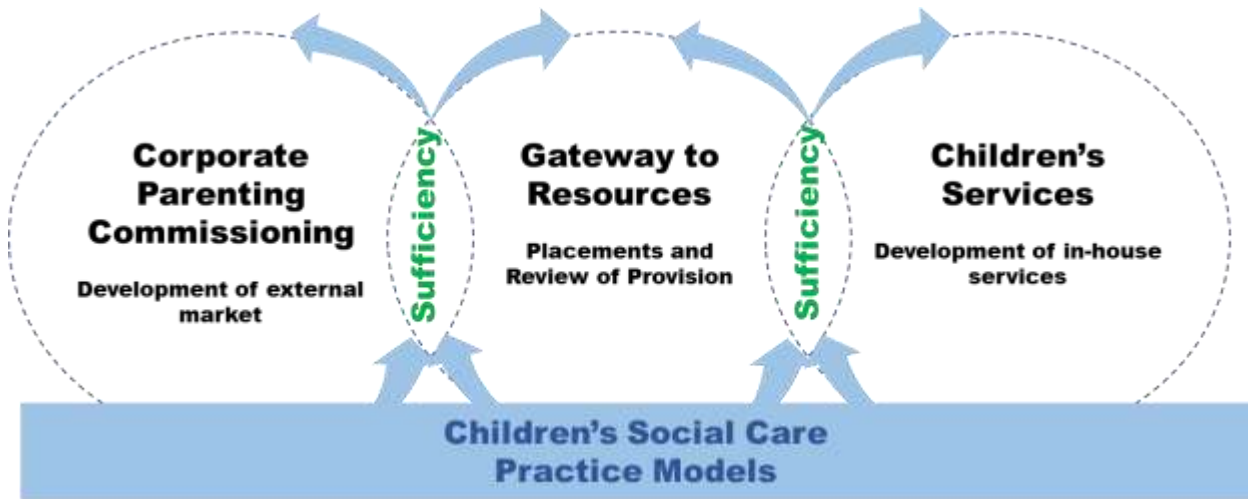 Corporate
Parenting
Commissioning
Development of external
market
Sufficiency
Gateway to
Resources
Placements and
Review of Provision
Sufficiency
Children's
Services
Development of in-house
services
Children's Social Care
Practice Models